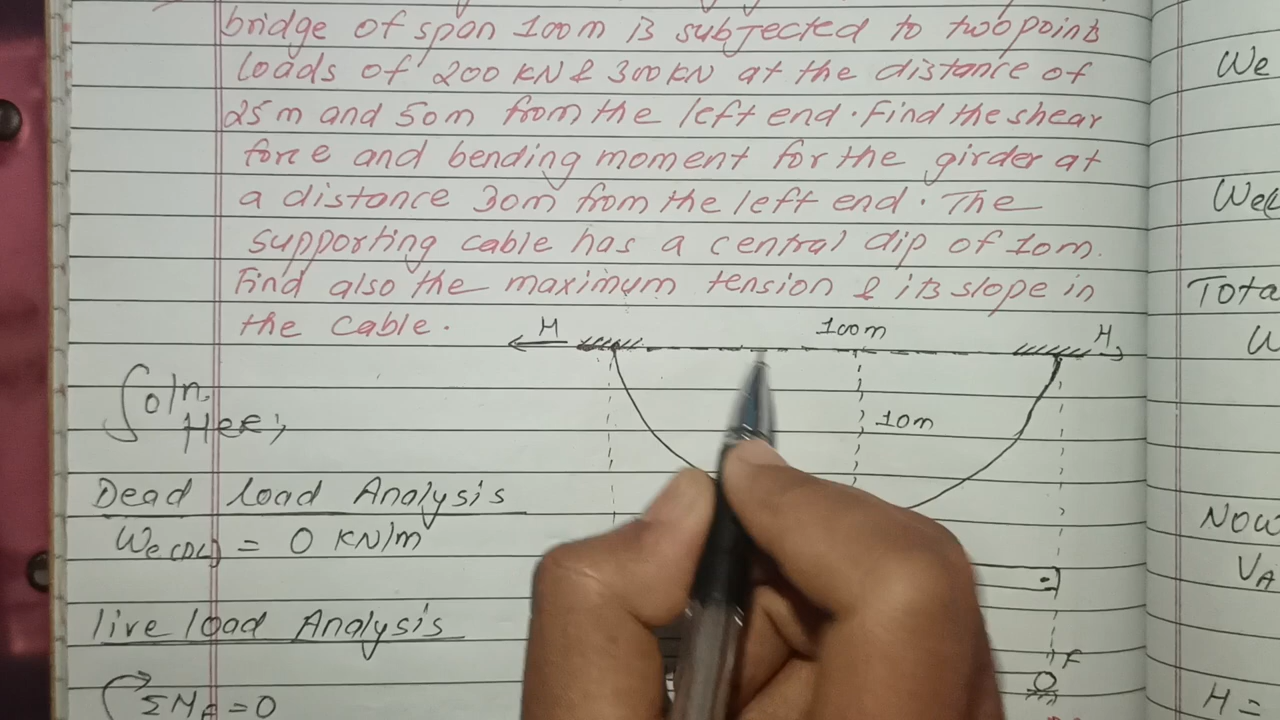 bridge of span 100m is subjected to two point
loads of 200 KN & 300 KN at the distance of
25 m and 50m from the left end. Find the shear
force and bending moment for the girder at
a distance 30m from the left end. The
supporting cable has a central dip of 10m.
Find also the maximum tension & its slope in
the cable.
H 100m H
Soln.
Here,
10m
Dead load Analysis
We(DL) = 0 KN/m
live load Analysis
F
ΣM = 0
We
We
Tota
W
Now
VA
H =